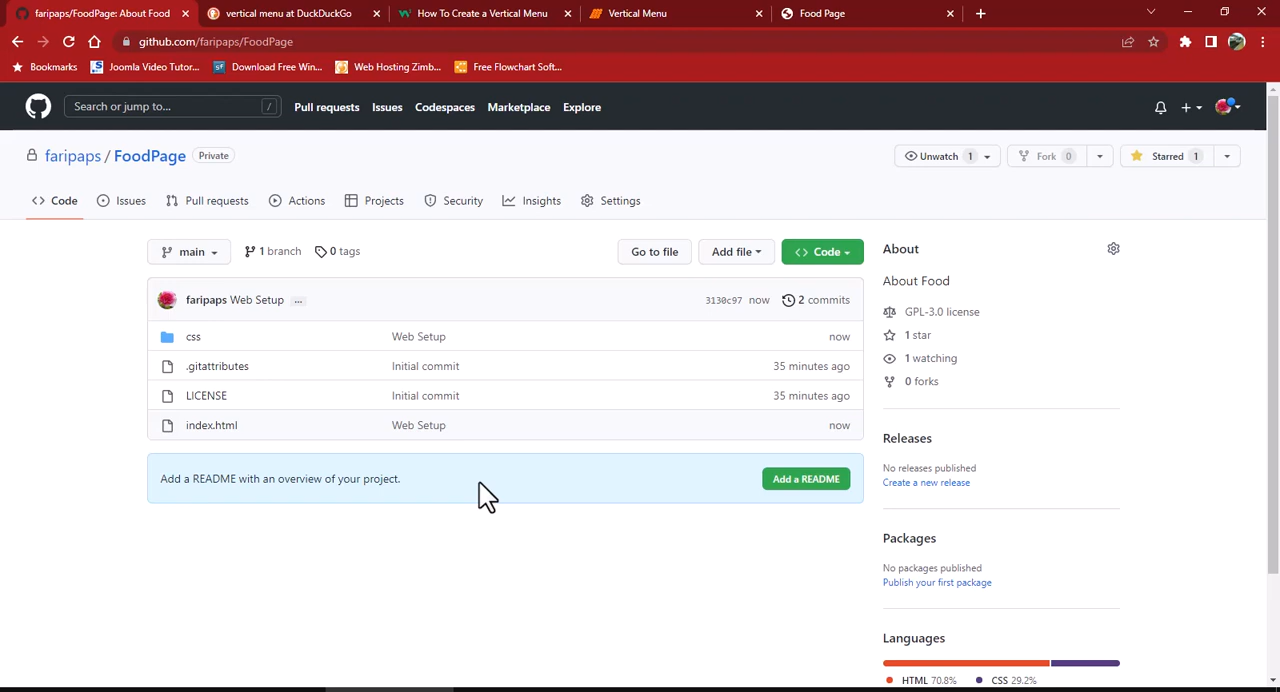 faripaps/FoodPage: About Food
vertical menu at DuckDuckGo
How To Create a Vertical Menu
Vertical Menu
Food Page
github.com/faripaps/FoodPage
Bookmarks
Joomla Video Tutor...
Download Free Win...
Web Hosting Zimb...
Free Flowchart Soft...
Search or jump to...
/
Pull requests
Issues
Codespaces
Marketplace
Explore
faripaps / FoodPage
Private
Unwatch 1
Fork 0
Starred 1
Code
Issues
Pull requests
Actions
Projects
Security
Insights
Settings
main
1 branch
0 tags
Go to file
Add file
Code
faripaps Web Setup ...
3130c97 now
2 commits
css Web Setup now
.gitattributes Initial commit 35 minutes ago
LICENSE Initial commit 35 minutes ago
index.html Web Setup now
Add a README with an overview of your project.
Add a README
About
About Food
GPL-3.0 license
1 star
1 watching
0 forks
Releases
No releases published
Create a new release
Packages
No packages published
Publish your first package
Languages
HTML 70.8%
CSS 29.2%